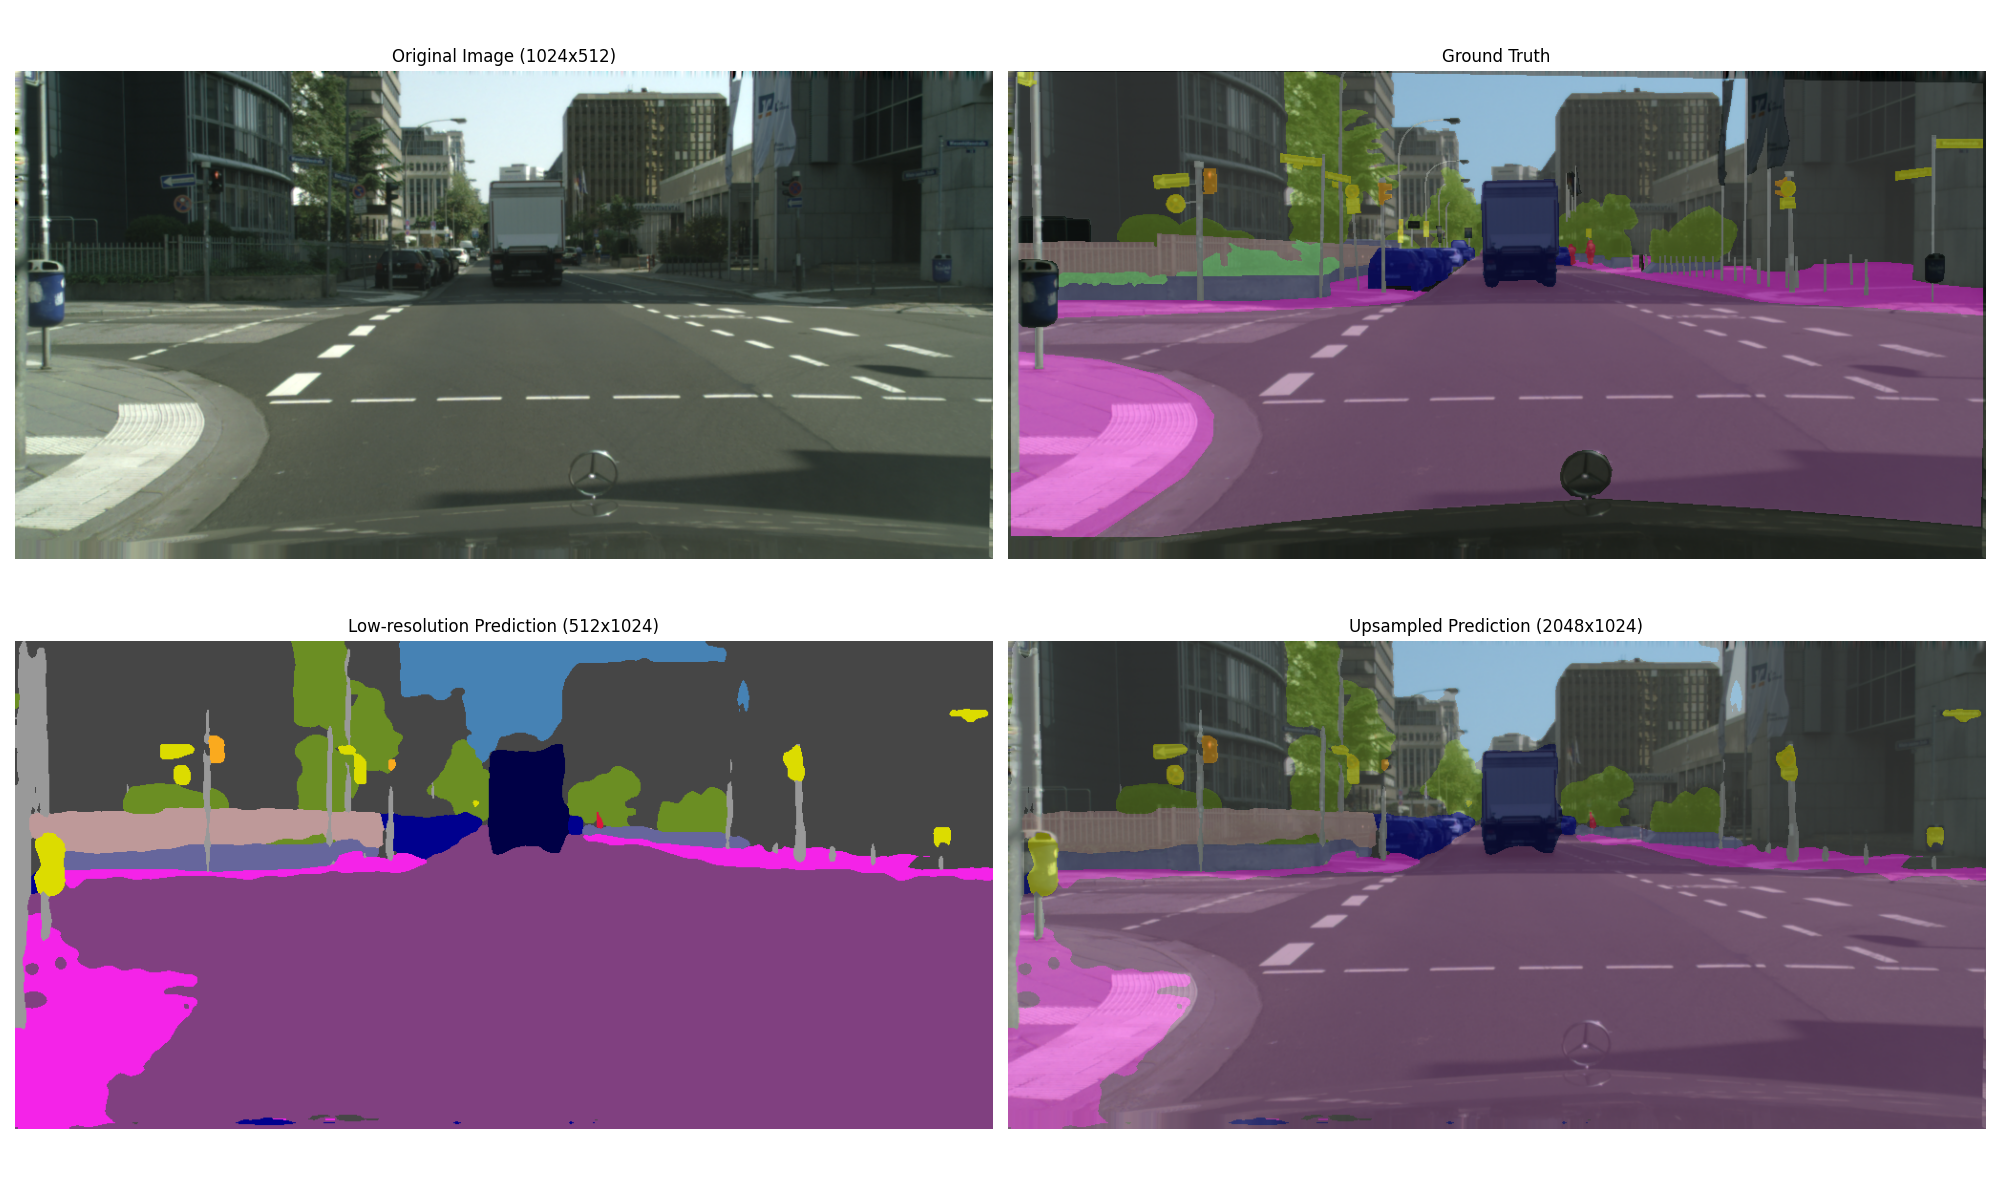 Original Image (1024x512)
Ground Truth
Low-resolution Prediction (512x1024)
Upsampled Prediction (2048x1024)